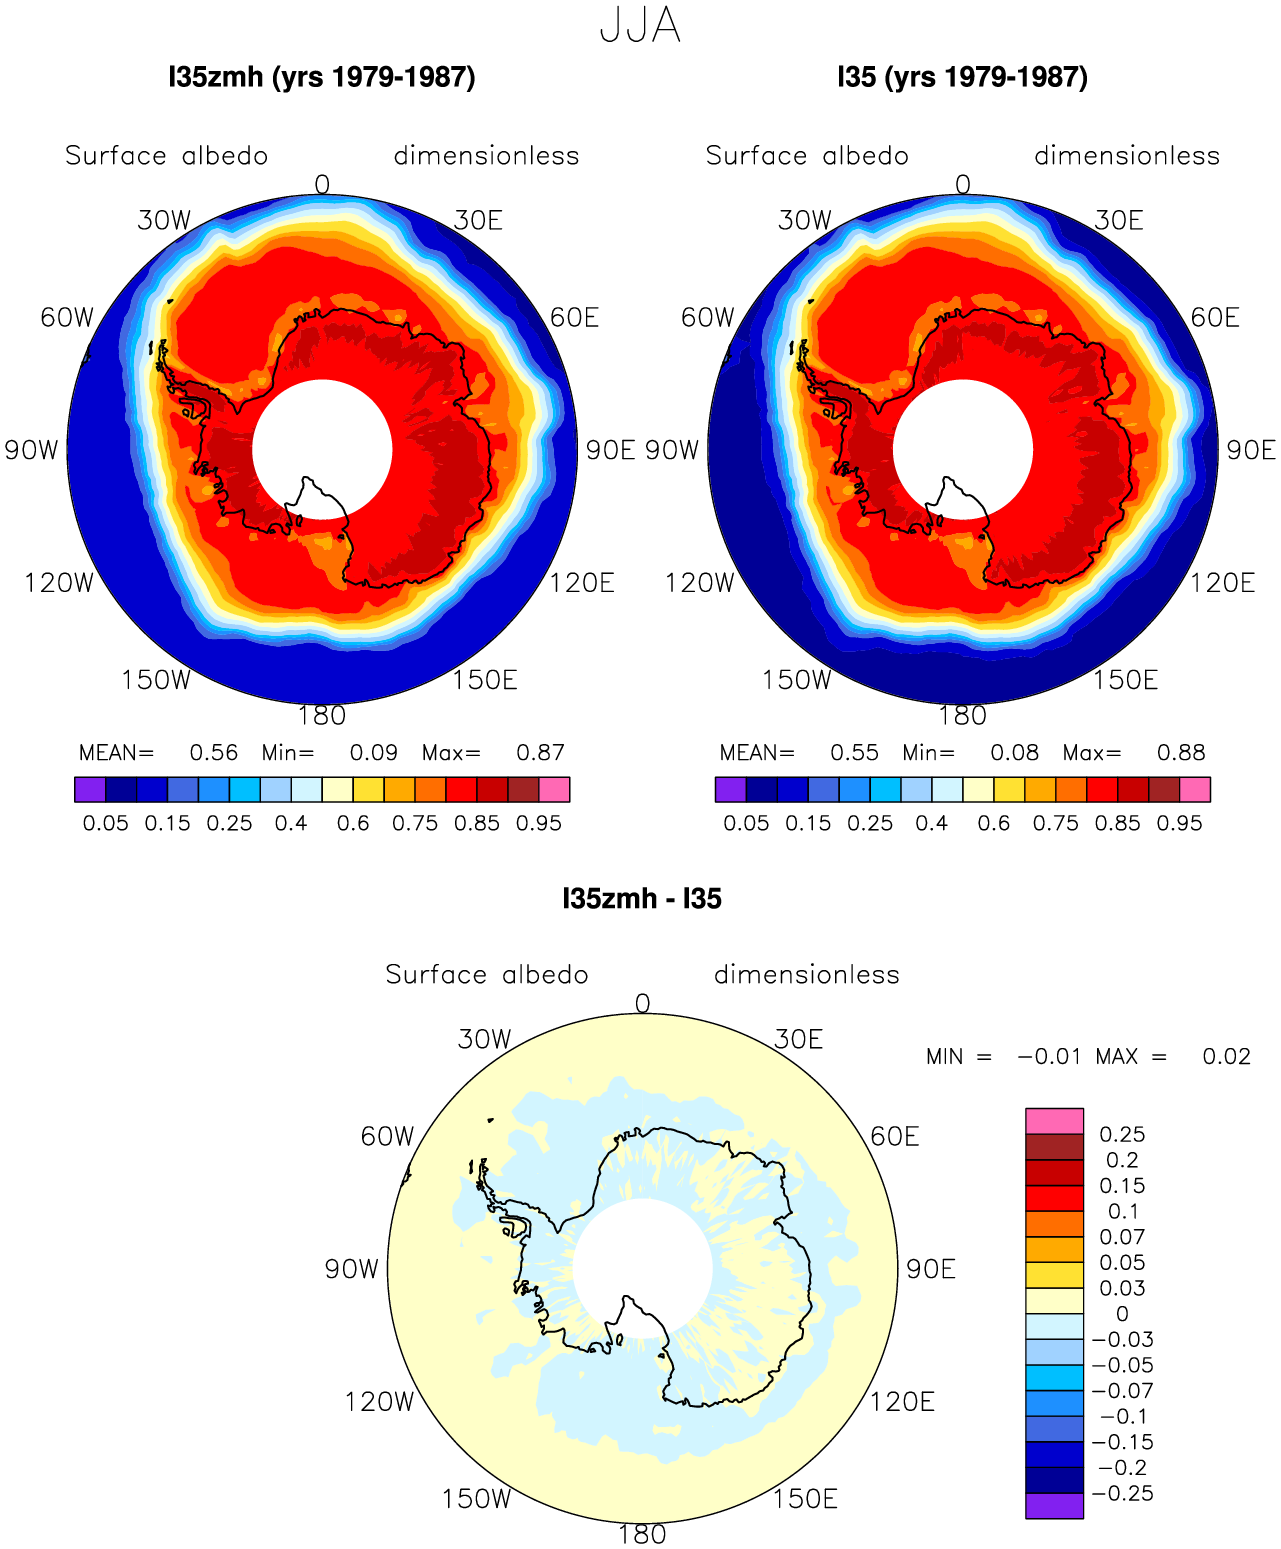 JJA
I35zmh (yrs 1979-1987)
I35 (yrs 1979-1987)
Surface albedo dimensionless
Surface albedo dimensionless
0
30W 30E
60W 60E
90W 90E
120W 120E
150W 150E
180
0
30W 30E
60W 60E
90W 90E
120W 120E
150W 150E
180
MEAN= 0.56 Min= 0.09 Max= 0.87
0.05 0.15 0.25 0.4 0.6 0.75 0.85 0.95
MEAN= 0.55 Min= 0.08 Max= 0.88
0.05 0.15 0.25 0.4 0.6 0.75 0.85 0.95
I35zmh - I35
Surface albedo dimensionless
0
30W 30E
60W 60E
90W 90E
120W 120E
150W 150E
180
MIN = -0.01 MAX = 0.02
0.25
0.2
0.15
0.1
0.07
0.05
0.03
0
-0.03
-0.05
-0.07
-0.1
-0.15
-0.2
-0.25